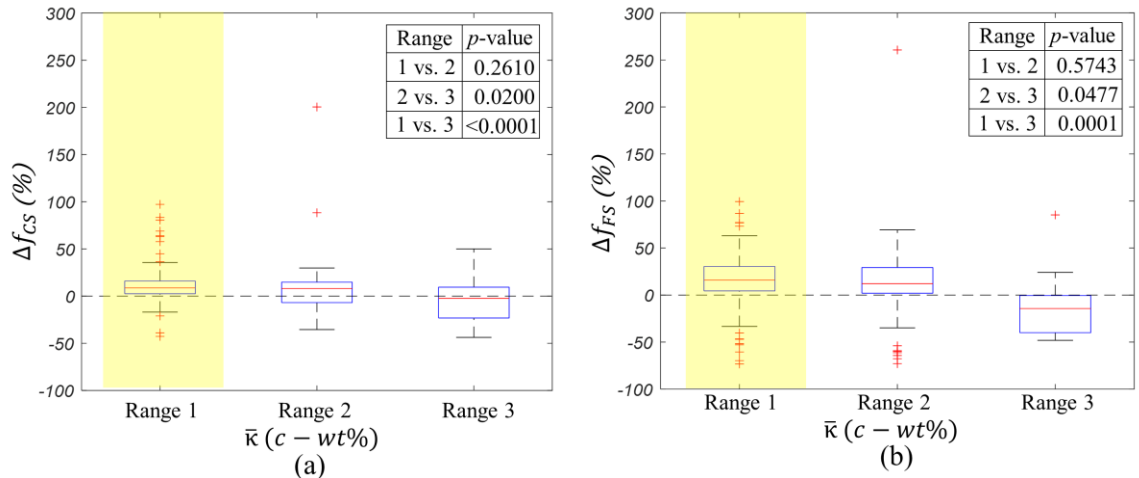 300
250
200
150
100
50
0
-50
-100
Δf_CS (%)
Range p-value
1 vs. 2 0.2610
2 vs. 3 0.0200
1 vs. 3 <0.0001
Range 1 Range 2 Range 3
κ̄ (c − wt%)
(a)
300
250
200
150
100
50
0
-50
-100
Δf_FS (%)
Range p-value
1 vs. 2 0.5743
2 vs. 3 0.0477
1 vs. 3 0.0001
Range 1 Range 2 Range 3
κ̄ (c − wt%)
(b)